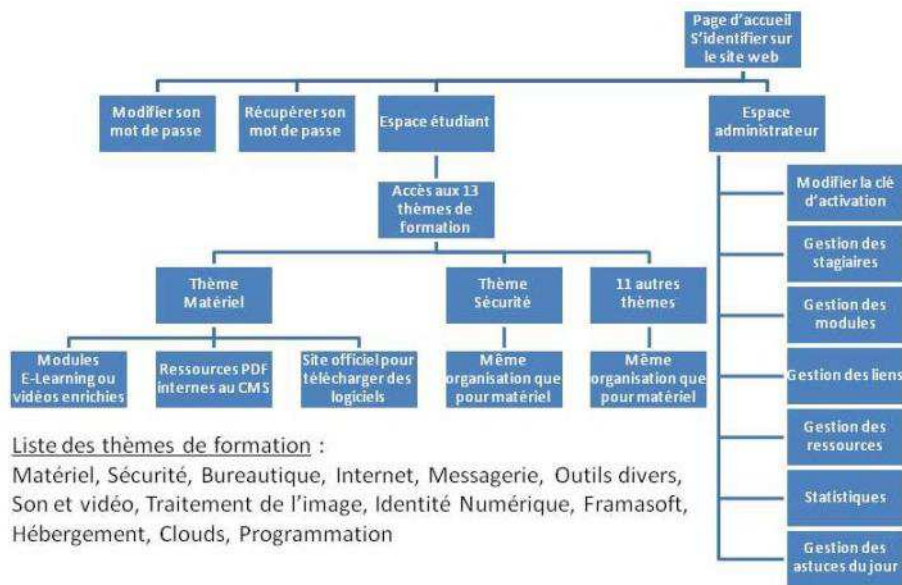 Page d'accueil
S'identifier sur
le site web
Modifier son
mot de passe
Récupérer son
mot de passe
Espace étudiant
Espace
administrateur
Accès aux 13
thèmes de
formation
Thème
Matériel
Thème
Sécurité
11 autres
thèmes
Modules
E-Learning ou
vidéos enrichies
Ressources PDF
internes au CMS
Site officiel pour
télécharger des
logiciels
Même
organisation que
pour matériel
Même
organisation que
pour matériel
Modifier la clé
d'activation
Gestion des
stagiaires
Gestion des
modules
Gestion des liens
Gestion des
ressources
Statistiques
Gestion des
astuces du jour
Liste des thèmes de formation :
Matériel, Sécurité, Bureautique, Internet, Messagerie, Outils divers,
Son et vidéo, Traitement de l'image, Identité Numérique, Framasoft,
Hébergement, Clouds, Programmation